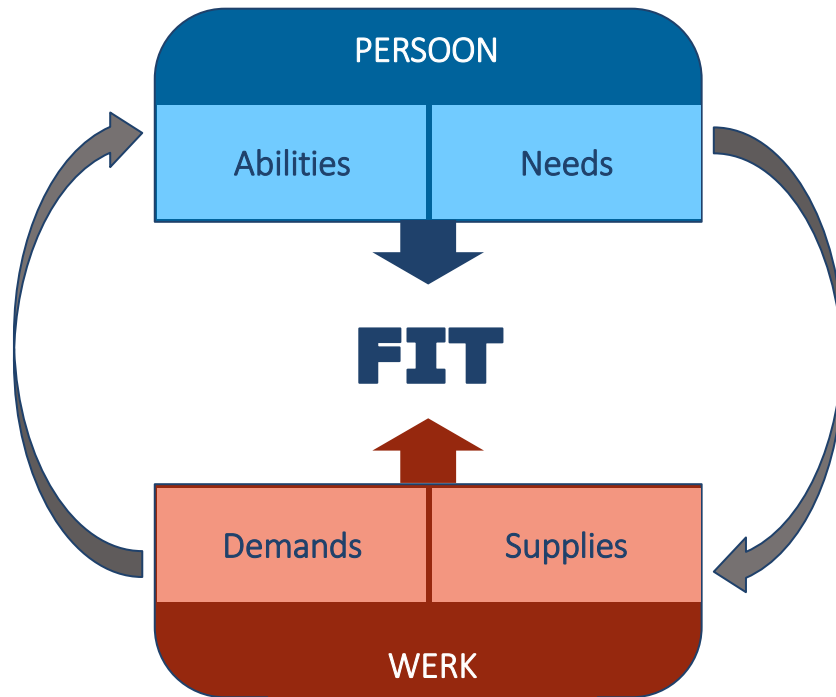 PERSOON
Abilities
Needs
FIT
Demands
Supplies
WERK